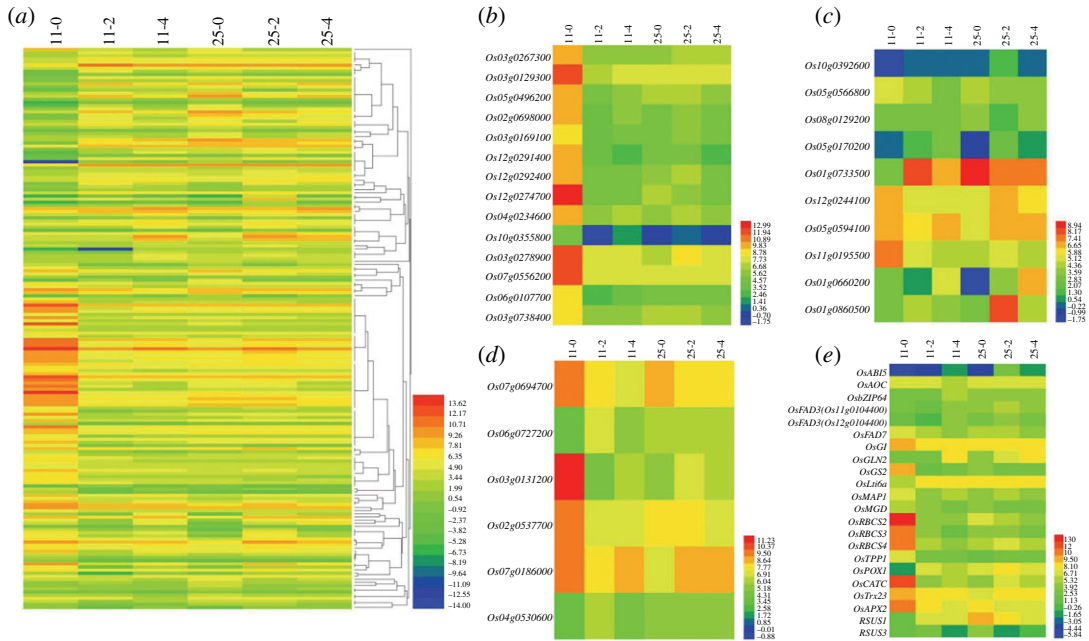 (a)
11-0 11-2 11-4 25-0 25-2 25-4
13.62
12.17
10.71
9.26
7.81
6.35
4.90
3.44
1.99
0.54
-0.92
-2.37
-3.82
-5.28
-6.73
-8.19
-9.64
-11.09
-12.55
-14.00
(b)
11-0 11-2 11-4 25-0 25-2 25-4
Os03g0267300
Os03g0129300
Os05g0496200
Os02g0698000
Os03g0169100
Os12g0291400
Os12g0292400
Os12g0274700
Os04g0234600
Os10g0355800
Os03g0278900
Os07g0556200
Os06g0107700
Os03g0738400
12.99
11.94
10.89
9.83
8.78
7.73
6.68
5.62
4.57
3.52
2.46
1.41
0.36
-0.70
-1.75
(c)
11-0 11-2 11-4 25-0 25-2 25-4
Os10g0392600
Os05g0566800
Os08g0129200
Os05g0170200
Os01g0733500
Os12g0244100
Os05g0594100
Os11g0195500
Os01g0660200
Os01g0860500
8.94
8.17
7.41
6.65
5.88
5.12
4.36
3.59
2.83
2.07
1.30
0.54
-0.22
-0.99
-1.75
(d)
11-0 11-2 11-4 25-0 25-2 25-4
Os07g0694700
Os06g0727200
Os03g0131200
Os02g0537700
Os07g0186000
Os04g0530600
11.23
10.37
9.50
8.64
7.77
6.91
6.04
5.18
4.31
3.45
2.58
1.72
0.85
-0.01
-0.88
(e)
11-0 11-2 11-4 25-0 25-2 25-4
OsABI5
OsAOC
OsbZIP64
OsFAD3(Os11g0104400)
OsFAD3(Os12g0104400)
OsFAD7
OsGI
OsGLN2
OsGS2
OsLti6a
OsMAP1
OsMGD
OsRBCS2
OsRBCS3
OsRBCS4
OsTPP1
OsPOX1
OsCATC
OsTrx23
OsAPX2
RSUS1
RSUS3
130
12
10
9.50
8.10
6.71
5.32
3.92
2.53
1.13
-0.26
-1.65
-3.05
-4.44
-5.84